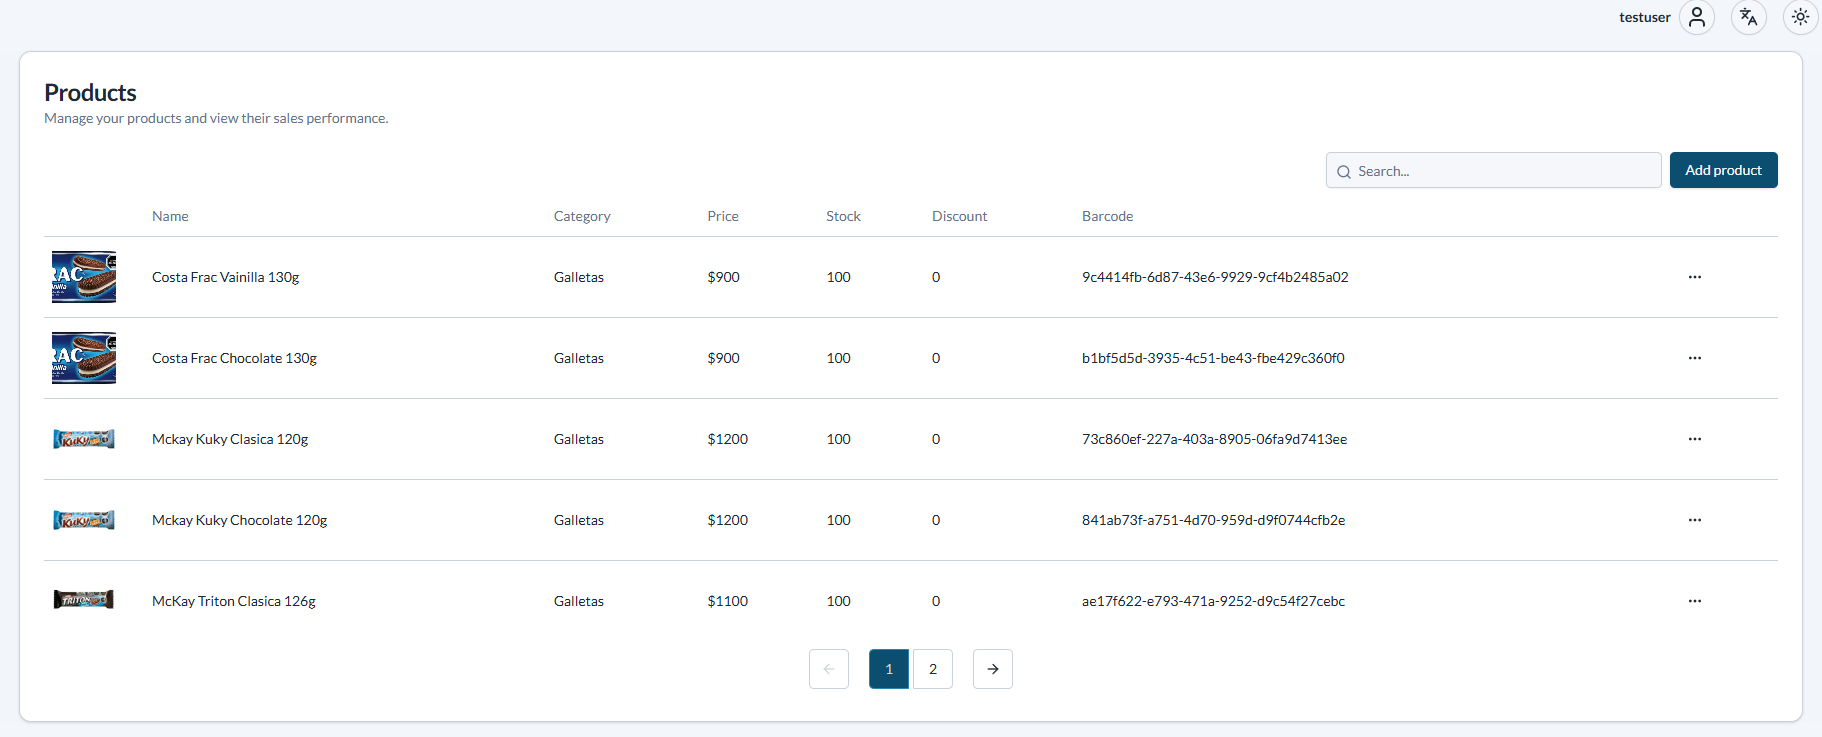 testuser
Products
Manage your products and view their sales performance.
Search...
Add product
Name Category Price Stock Discount Barcode
RAC
Costa Frac Vainilla 130g Galletas $900 100 0 9c4414fb-6d87-43e6-9929-9cf4b2485a02 ...
RAC
Costa Frac Chocolate 130g Galletas $900 100 0 b1bf5d5d-3935-4c51-be43-fbe429c360f0 ...
KUKY
Mckay Kuky Clasica 120g Galletas $1200 100 0 73c860ef-227a-403a-8905-06fa9d7413ee ...
KUKY
Mckay Kuky Chocolate 120g Galletas $1200 100 0 841ab73f-a751-4d70-959d-d9f0744cfb2e ...
TRITON
McKay Triton Clasica 126g Galletas $1100 100 0 ae17f622-e793-471a-9252-d9c54f27cebc ...
1 2